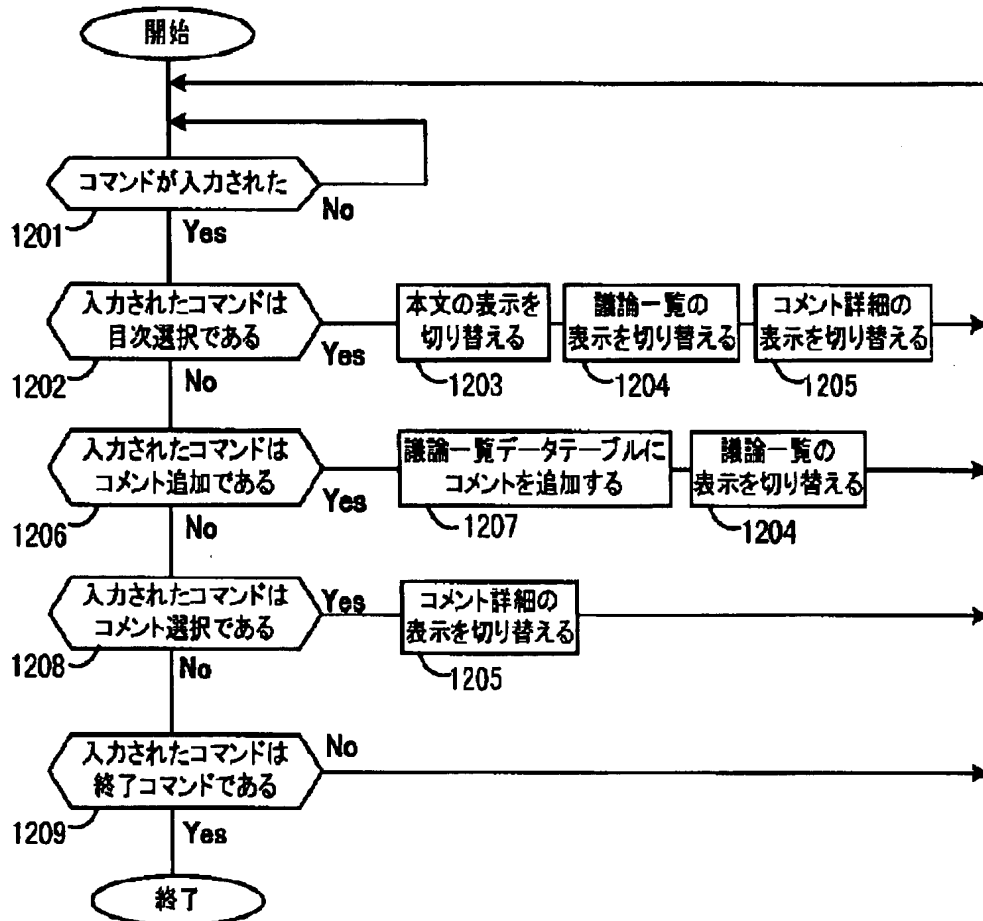 開始
コマンドが入力された
No
1201
Yes
入力されたコマンドは
目次選択である
Yes
1202
No
本文の表示を
切り替える
1203
議論一覧の
表示を切り替える
1204
コメント詳細の
表示を切り替える
1205
入力されたコマンドは
コメント追加である
Yes
1206
No
議論一覧データテーブルに
コメントを追加する
1207
議論一覧の
表示を切り替える
1204
入力されたコマンドは
コメント選択である
Yes
1208
No
コメント詳細の
表示を切り替える
1205
入力されたコマンドは
終了コマンドである
No
1209
Yes
終了